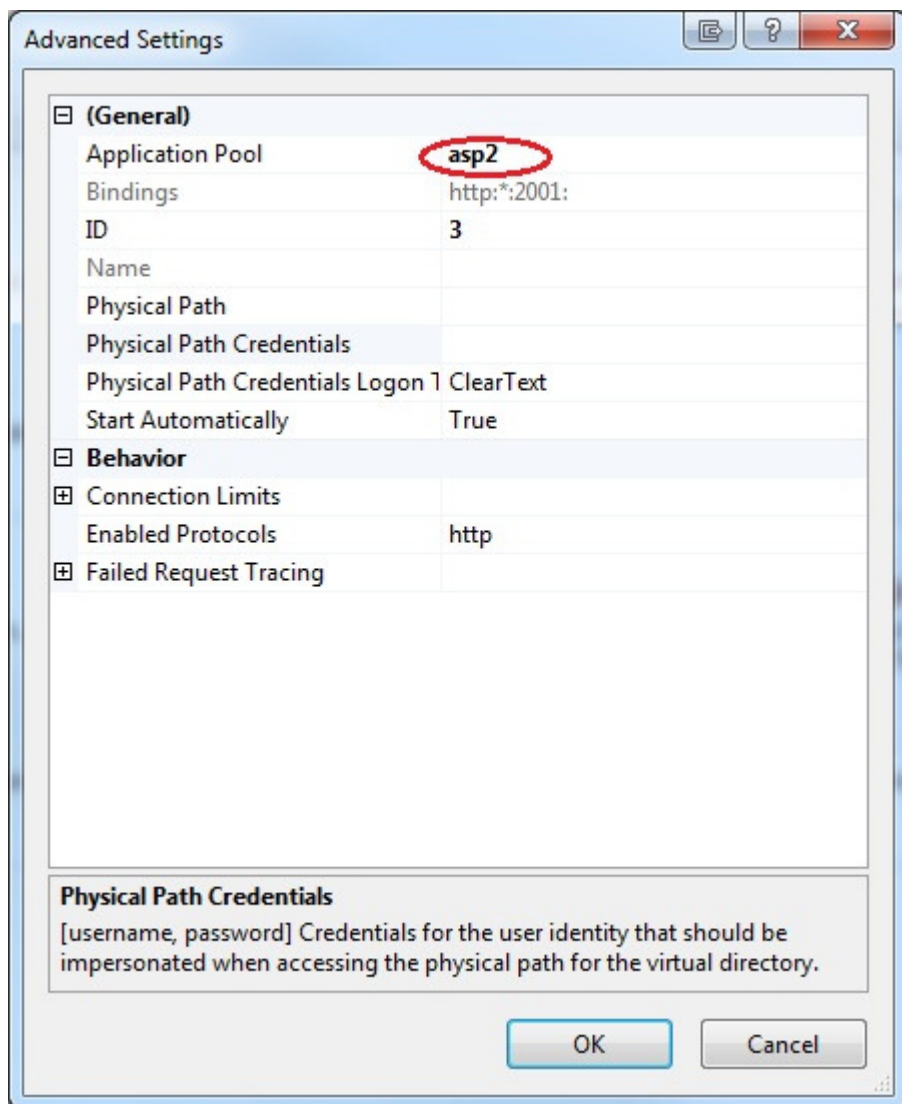 Advanced Settings
(General)
Application Pool asp2
Bindings http:*:2001:
ID 3
Name
Physical Path
Physical Path Credentials
Physical Path Credentials Logon T ClearText
Start Automatically True
Behavior
Connection Limits
Enabled Protocols http
Failed Request Tracing
Physical Path Credentials
[username, password] Credentials for the user identity that should be
impersonated when accessing the physical path for the virtual directory.
OK Cancel